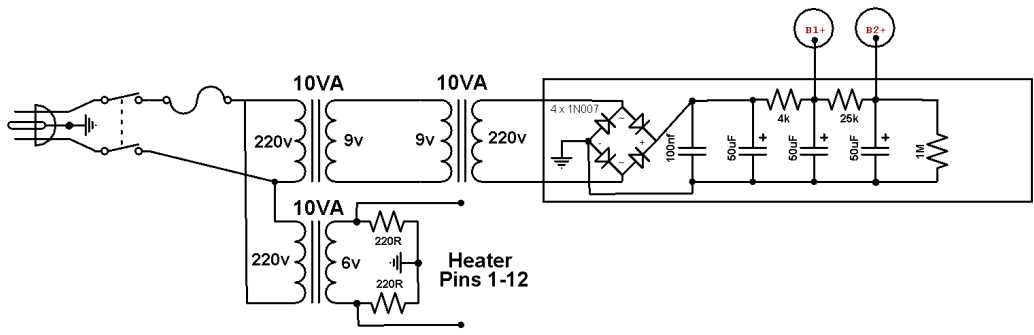 B1+
B2+
10VA
10VA
4 x 1N007
220v
9v
9v
220v
~
~
-
+
100nf
50uF
+
4k
50uF
+
25k
50uF
+
1M
10VA
220v
6v
220R
220R
Heater
Pins 1-12